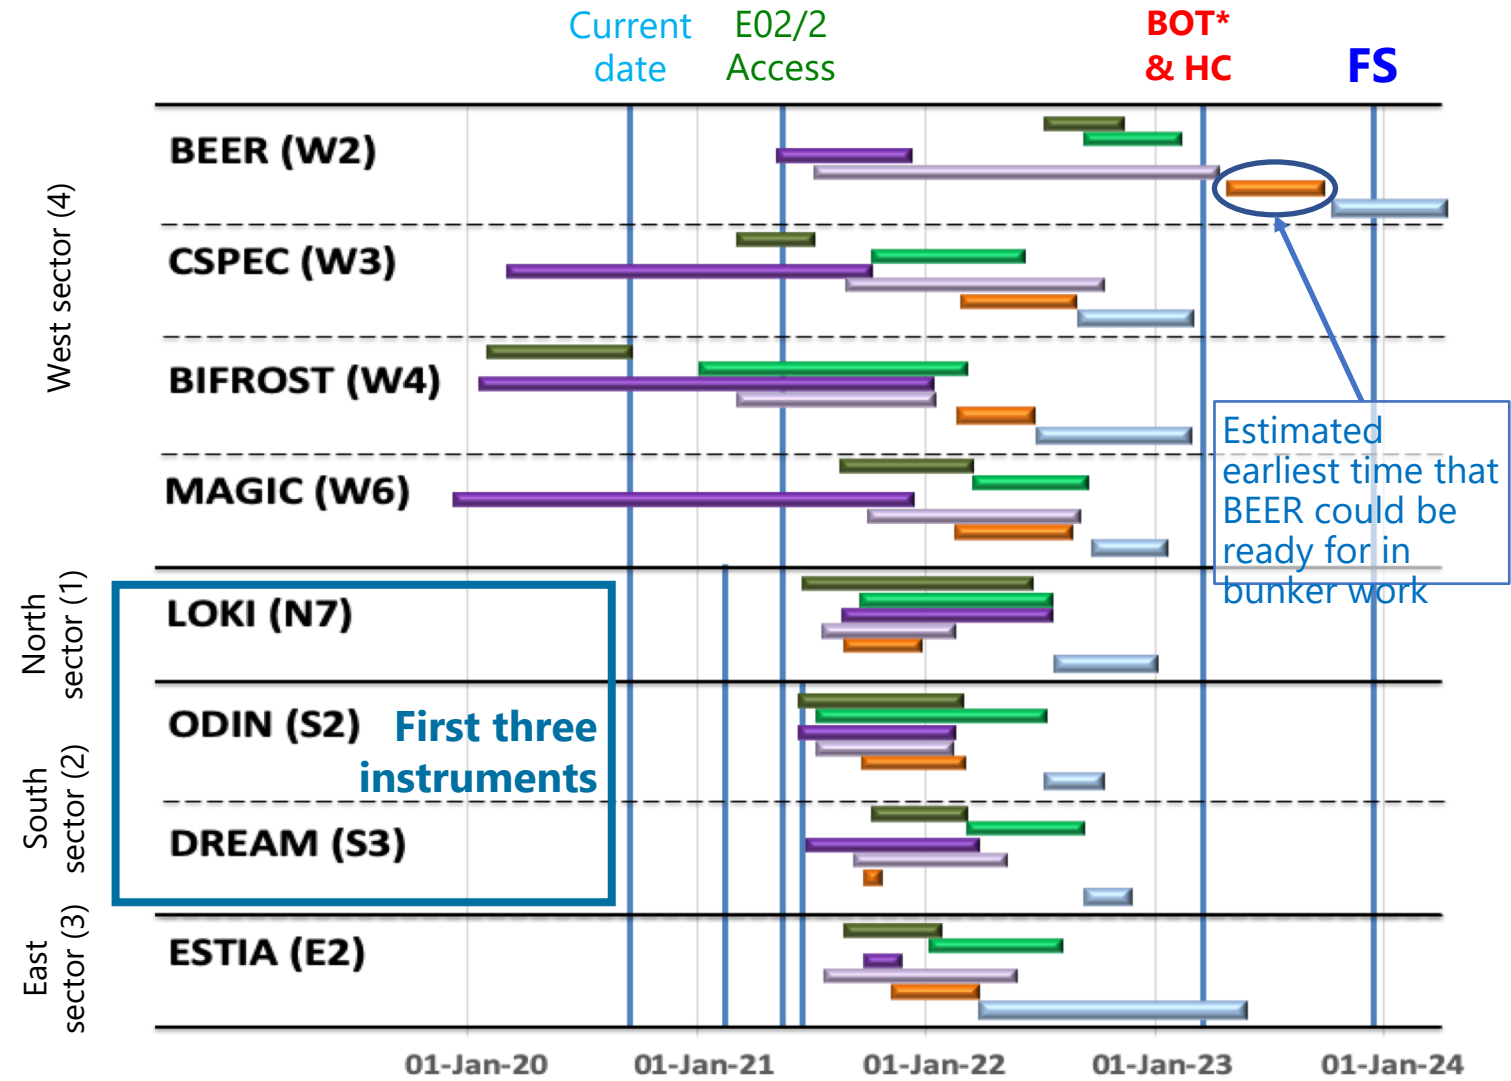 Current
date
E02/2
Access
BOT*
& HC
FS
West sector (4)
BEER (W2)
CSPEC (W3)
BIFROST (W4)
MAGIC (W6)
Estimated
earliest time that
BEER could be
ready for in
bunker work
North
sector (1)
LOKI (N7)
South
sector (2)
ODIN (S2)
First three
instruments
DREAM (S3)
East
sector (3)
ESTIA (E2)
01-Jan-20
01-Jan-21
01-Jan-22
01-Jan-23
01-Jan-24